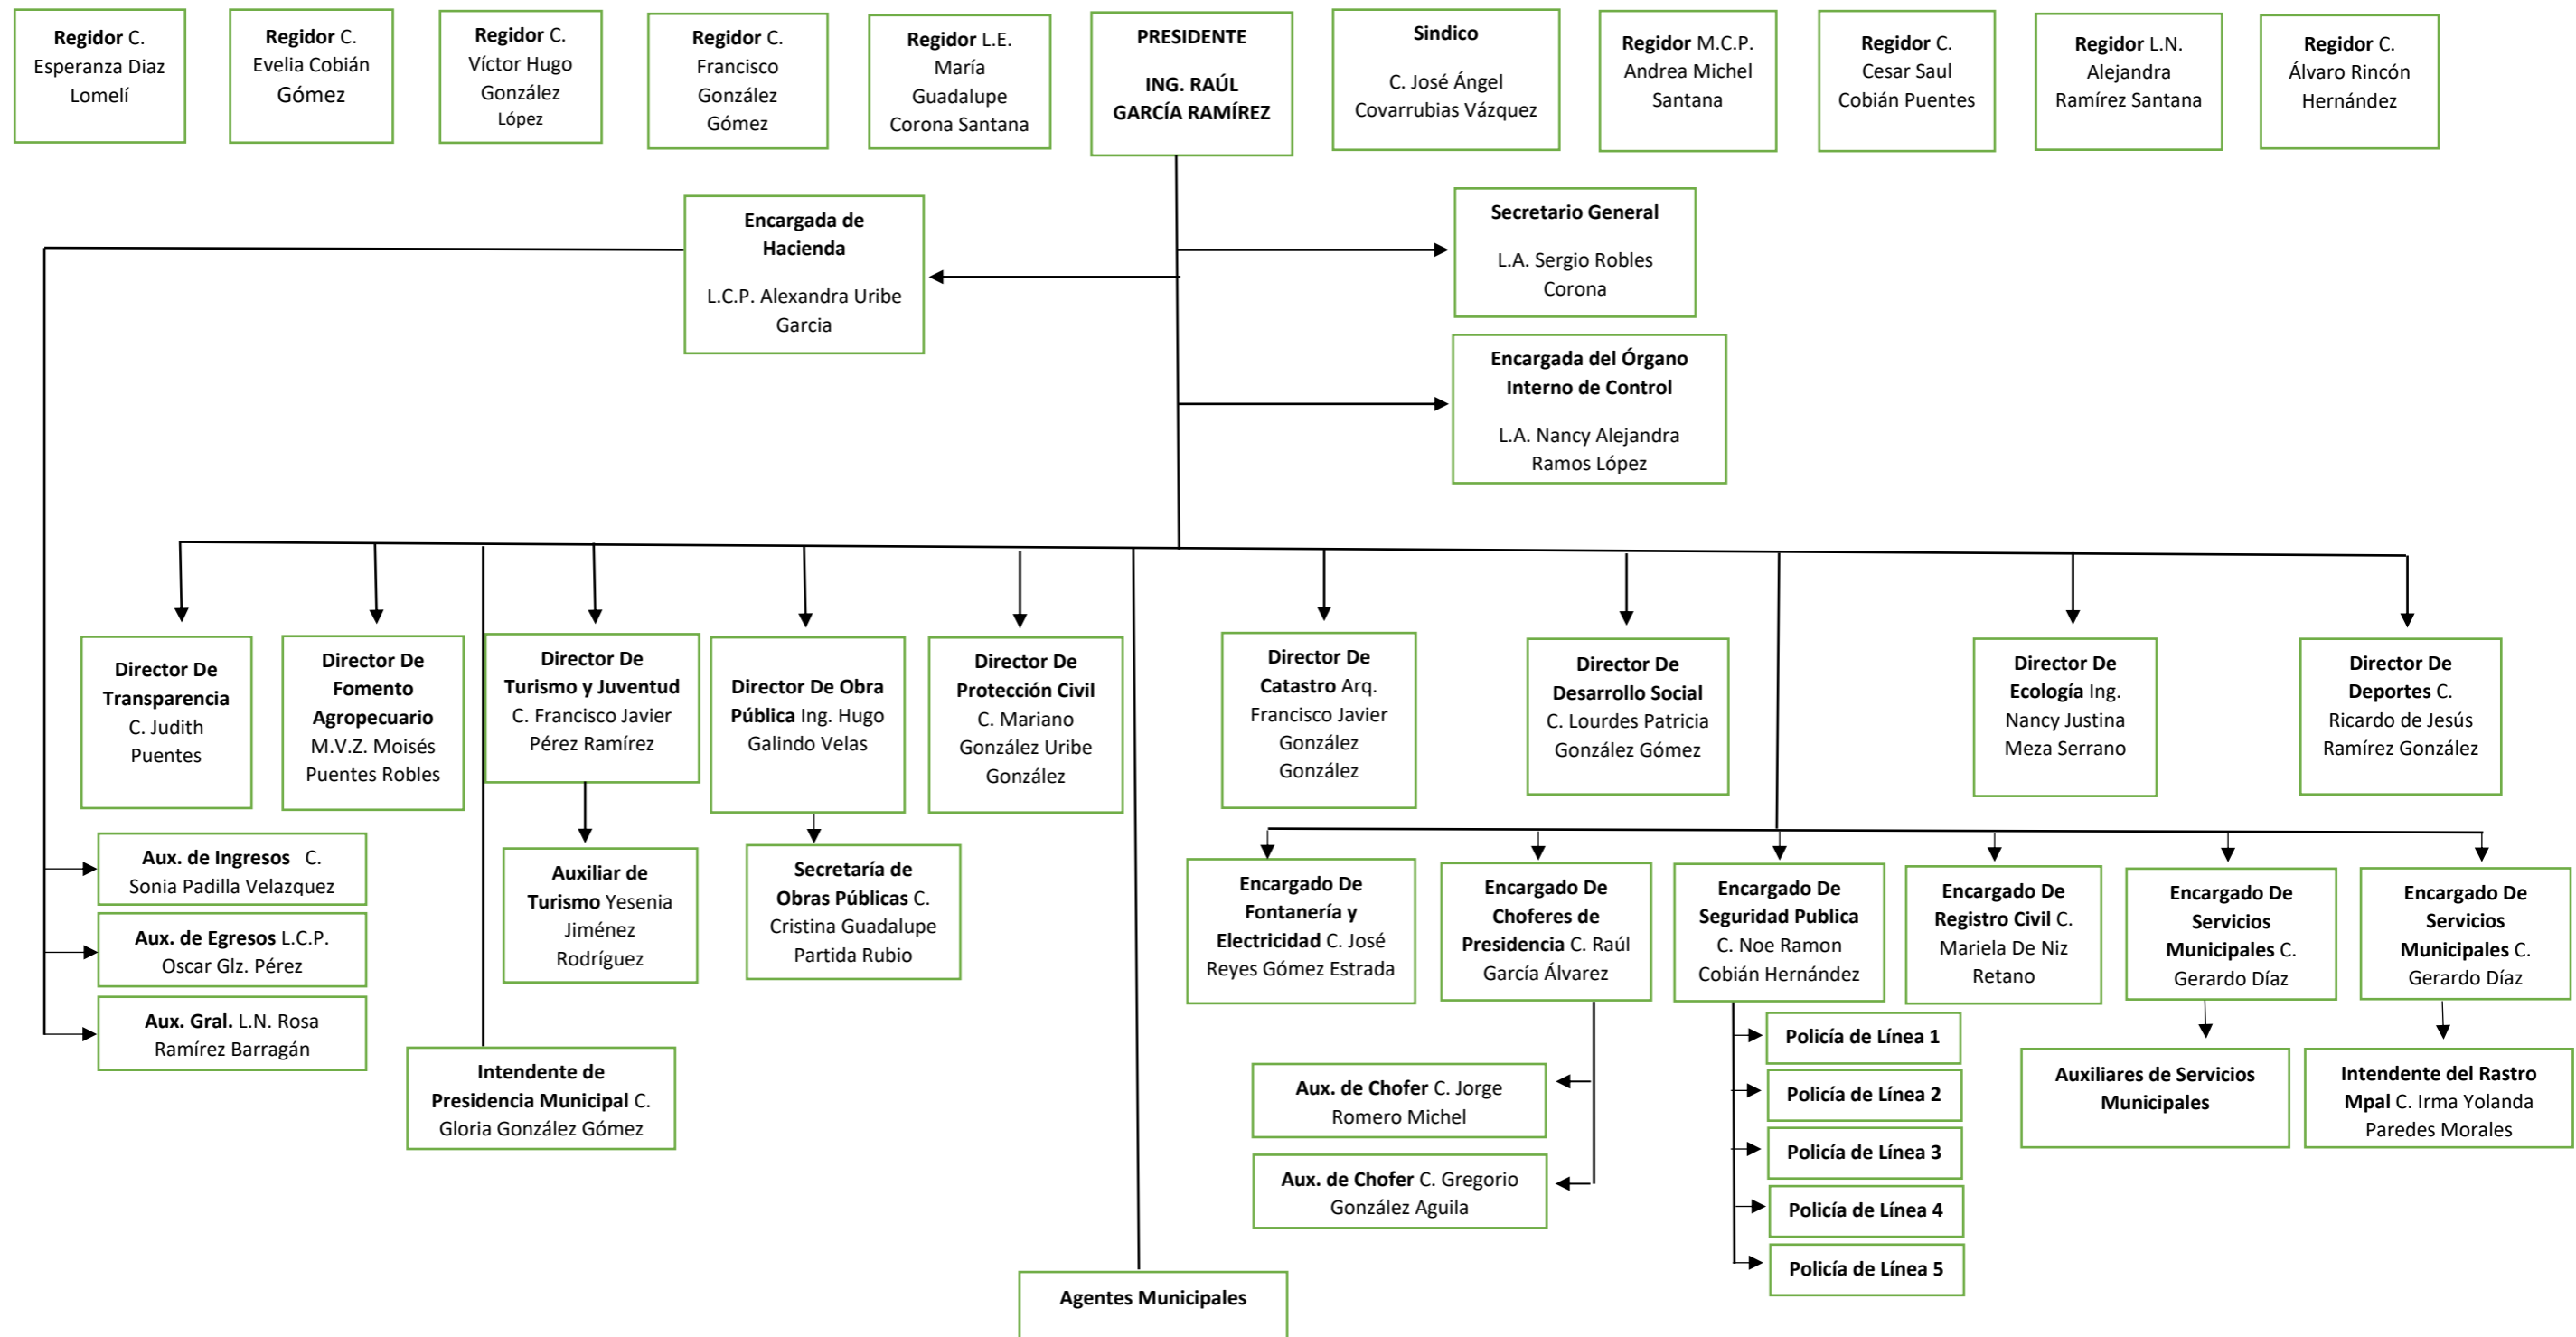 Regidor C.
Esperanza Diaz
Lomelí
Regidor C.
Evelia Cobián
Gómez
Regidor C.
Víctor Hugo
González
López
Regidor C.
Francisco
González
Gómez
Regidor L.E.
María
Guadalupe
Corona Santana
PRESIDENTE
ING. RAÚL
GARCÍA RAMÍREZ
Sindico
C. José Ángel
Covarrubias Vázquez
Regidor M.C.P.
Andrea Michel
Santana
Regidor C.
Cesar Saul
Cobián Puentes
Regidor L.N.
Alejandra
Ramírez Santana
Regidor C.
Álvaro Rincón
Hernández
Encargada de
Hacienda
L.C.P. Alexandra Uribe
Garcia
Secretario General
L.A. Sergio Robles
Corona
Encargada del Órgano
Interno de Control
L.A. Nancy Alejandra
Ramos López
Director De
Transparencia
C. Judith
Puentes
Director De
Fomento
Agropecuario
M.V.Z. Moisés
Puentes Robles
Director De
Turismo y Juventud
C. Francisco Javier
Pérez Ramírez
Director De Obra
Pública Ing. Hugo
Galindo Velas
Director De
Protección Civil
C. Mariano
González Uribe
González
Director De
Catastro Arq.
Francisco Javier
González
González
Director De
Desarrollo Social
C. Lourdes Patricia
González Gómez
Director De
Ecología Ing.
Nancy Justina
Meza Serrano
Director De
Deportes C.
Ricardo de Jesús
Ramírez González
Aux. de Ingresos C.
Sonia Padilla Velazquez
Aux. de Egresos L.C.P.
Oscar Glz. Pérez
Aux. Gral. L.N. Rosa
Ramírez Barragán
Intendente de
Presidencia Municipal C.
Gloria González Gómez
Auxiliar de
Turismo Yesenia
Jiménez
Rodríguez
Secretaría de
Obras Públicas C.
Cristina Guadalupe
Partida Rubio
Encargado De
Fontanería y
Electricidad C. José
Reyes Gómez Estrada
Encargado De
Choferes de
Presidencia C. Raúl
García Álvarez
Encargado De
Seguridad Publica
C. Noe Ramon
Cobián Hernández
Encargado De
Registro Civil C.
Mariela De Niz
Retano
Encargado De
Servicios
Municipales C.
Gerardo Díaz
Encargado De
Servicios
Municipales C.
Gerardo Díaz
Aux. de Chofer C. Jorge
Romero Michel
Aux. de Chofer C. Gregorio
González Aguila
Policía de Línea 1
Policía de Línea 2
Policía de Línea 3
Policía de Línea 4
Policía de Línea 5
Auxiliares de Servicios
Municipales
Intendente del Rastro
Mpal C. Irma Yolanda
Paredes Morales
Agentes Municipales